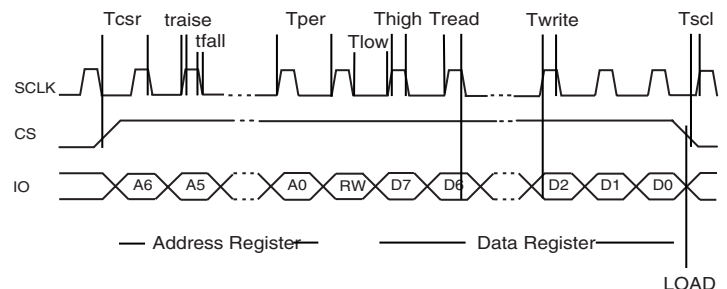 Tcsr traise Tper Thigh Tread Twrite Tscl
tfall Tlow
SCLK
CS
IO A6 A5 A0 RW D7 D6 D2 D1 D0
Address Register Data Register
LOAD